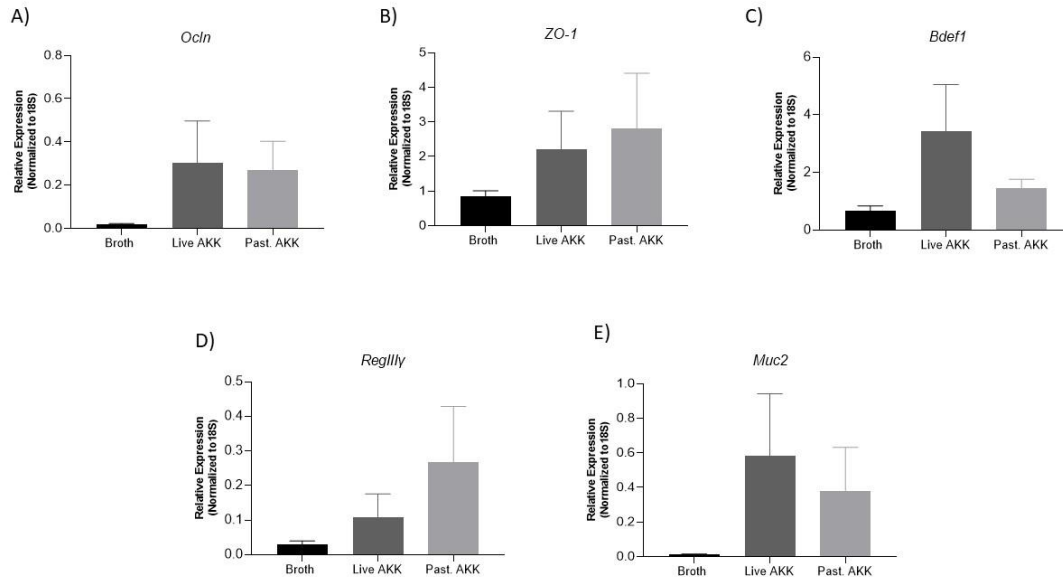 A)
Ocln
Relative Expression
(Normalized to 18S)
0.8
0.6
0.4
0.2
0.0
Broth Live AKK Past. AKK
B)
ZO-1
Relative Expression
(Normalized to 18S)
5
4
3
2
1
0
Broth Live AKK Past. AKK
C)
Bdef1
Relative Expression
(Normalized to 18S)
6
4
2
0
Broth Live AKK Past. AKK
D)
RegIIIγ
Relative Expression
(Normalized to 18S)
0.5
0.4
0.3
0.2
0.1
0.0
Broth Live AKK Past. AKK
E)
Muc2
Relative Expression
(Normalized to 18S)
1.0
0.8
0.6
0.4
0.2
0.0
Broth Live AKK Past. AKK